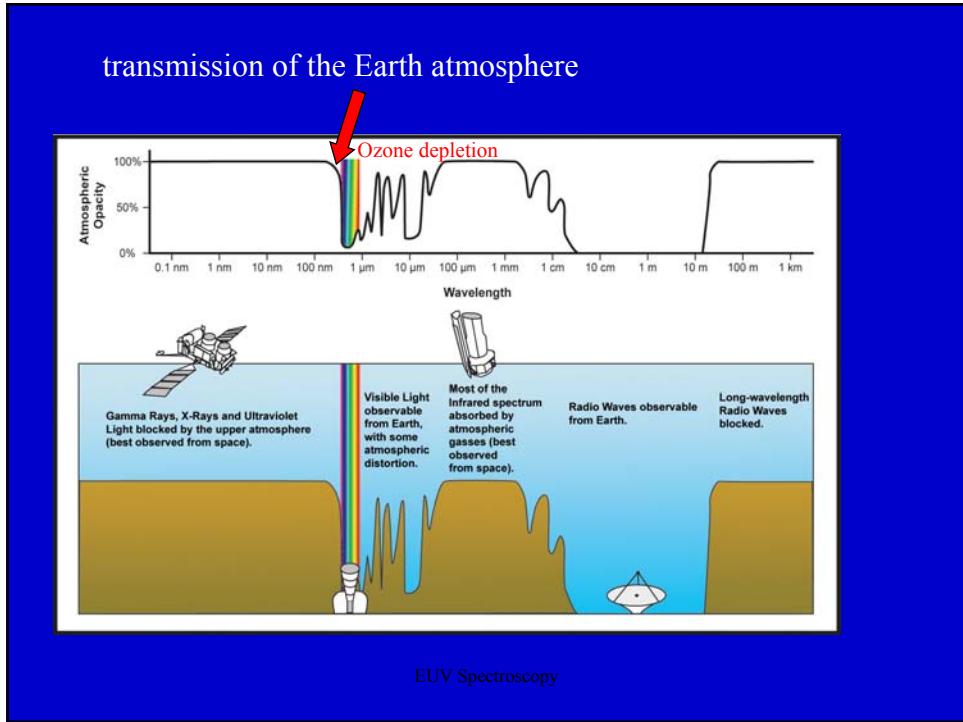 transmission of the Earth atmosphere
Ozone depletion
Atmospheric
Opacity
100%
50%
0%
0.1 nm 1 nm 10 nm 100 nm 1 µm 10 µm 100 µm 1 mm 1 cm 10 cm 1 m 10 m 100 m 1 km
Wavelength
Gamma Rays, X-Rays and Ultraviolet
Light blocked by the upper atmosphere
(best observed from space).
Visible Light
observable
from Earth,
with some
atmospheric
distortion.
Most of the
Infrared spectrum
absorbed by
atmospheric
gasses (best
observed
from space).
Radio Waves observable
from Earth.
Long-wavelength
Radio Waves
blocked.
EUV Spectroscopy